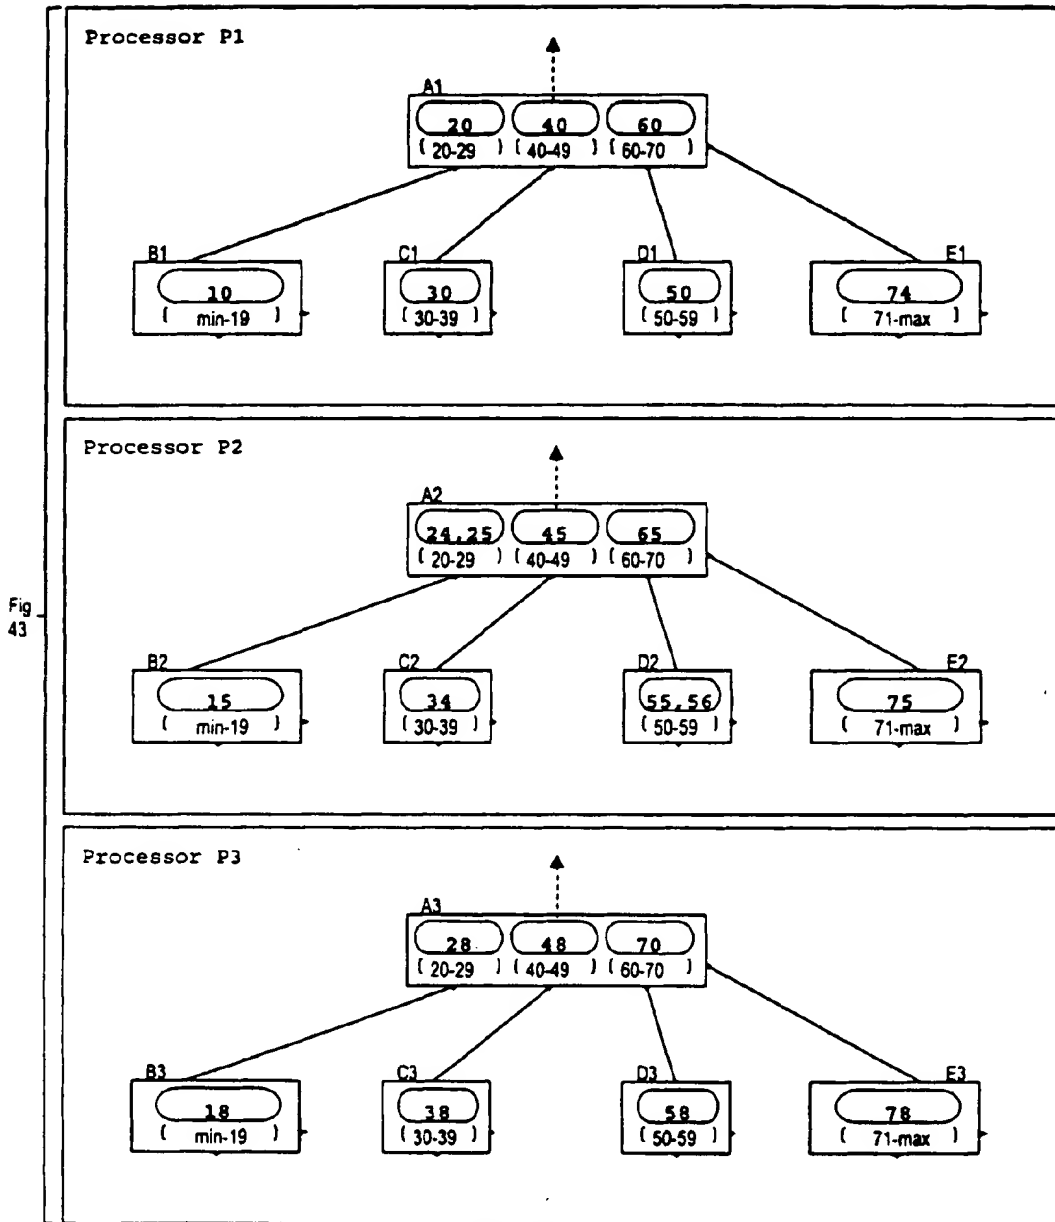 Processor P1
A1
20 40 60
( 20-29 ) ( 40-49 ) ( 60-70 )
B1 C1 D1 E1
10 30 50 74
( min-19 ) ( 30-39 ) ( 50-59 ) ( 71-max )
Processor P2
A2
24,25 45 65
( 20-29 ) ( 40-49 ) ( 60-70 )
Fig
43
B2 C2 D2 E2
15 34 55,56 75
( min-19 ) ( 30-39 ) ( 50-59 ) ( 71-max )
Processor P3
A3
28 48 70
( 20-29 ) ( 40-49 ) ( 60-70 )
B3 C3 D3 E3
18 38 58 78
( min-19 ) ( 30-39 ) ( 50-59 ) ( 71-max )